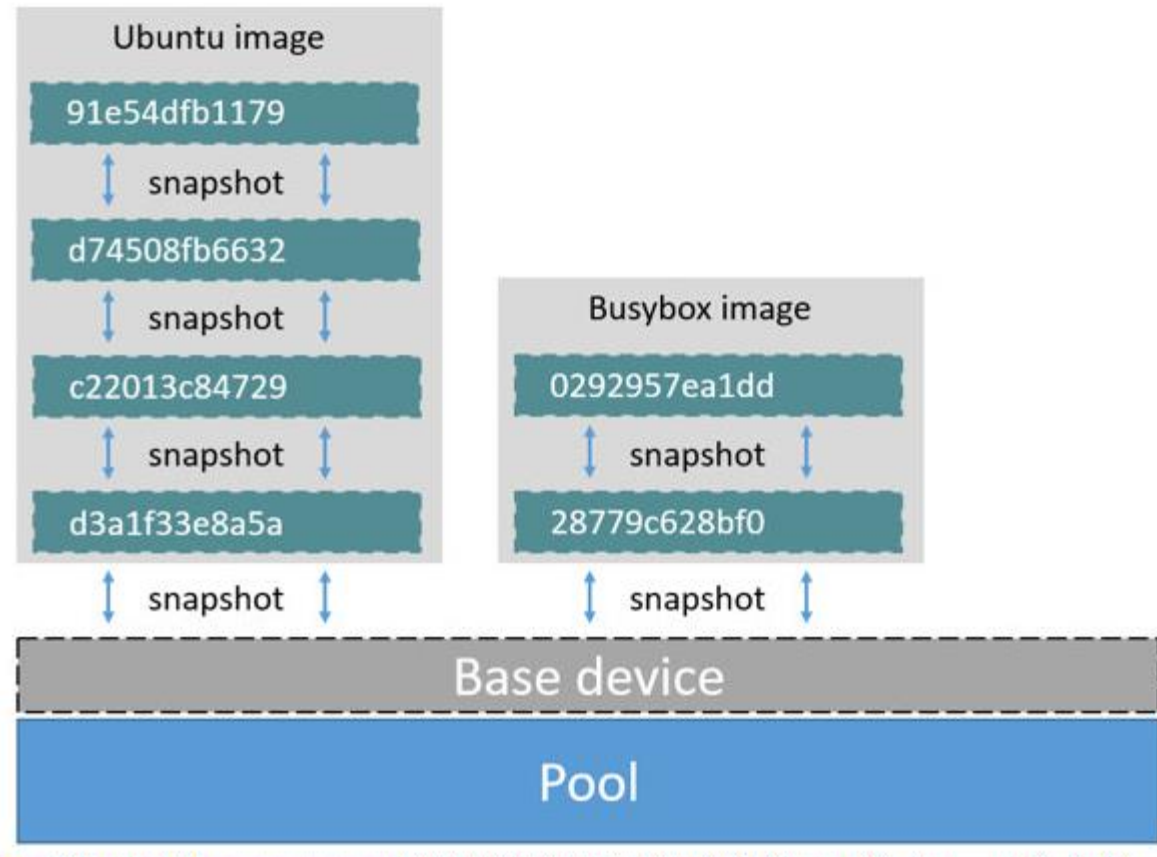 Ubuntu image
91e54dfb1179
snapshot
d74508fb6632
snapshot
c22013c84729
snapshot
d3a1f33e8a5a
snapshot
Busybox image
0292957ea1dd
snapshot
28779c628bf0
snapshot
Base device
Pool